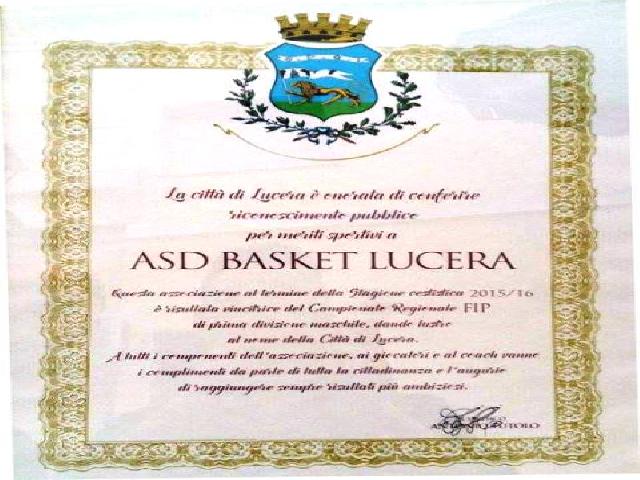 La città di Lucera è onorata di conferire
riconoscimento pubblico
per meriti sportivi a
ASD BASKET LUCERA
Questa associazione al termine della Stagione cestistica 2015/16
è risultata vincitrice del Campionato Regionale FIP
di prima divisione maschile, dando lustro
al nome della Città di Lucera.
A tutti i componenti dell'associazione, ai giocatori e al coach vanno
i complimenti da parte di tutta la cittadinanza e l'augurio
di raggiungere sempre risultati più ambiziosi.